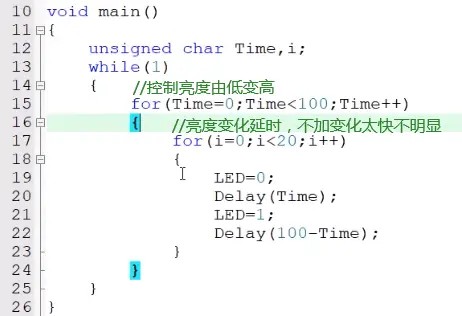 10 void main()
11 {
12     unsigned char Time,i;
13     while(1)
14     {   //控制亮度由低变高
15         for(Time=0;Time<100;Time++)
16         {   //亮度变化延时，不加变化太快不明显
17             for(i=0;i<20;i++)
18             {
19                 LED=0;
20                 Delay(Time);
21                 LED=1;
22                 Delay(100-Time);
23             }
24         }
25     }
26 }